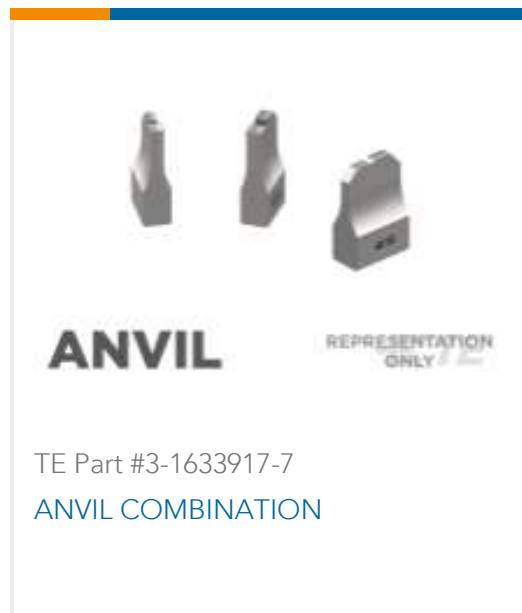 ANVIL
REPRESENTATION
ONLY
TE Part #3-1633917-7
ANVIL COMBINATION